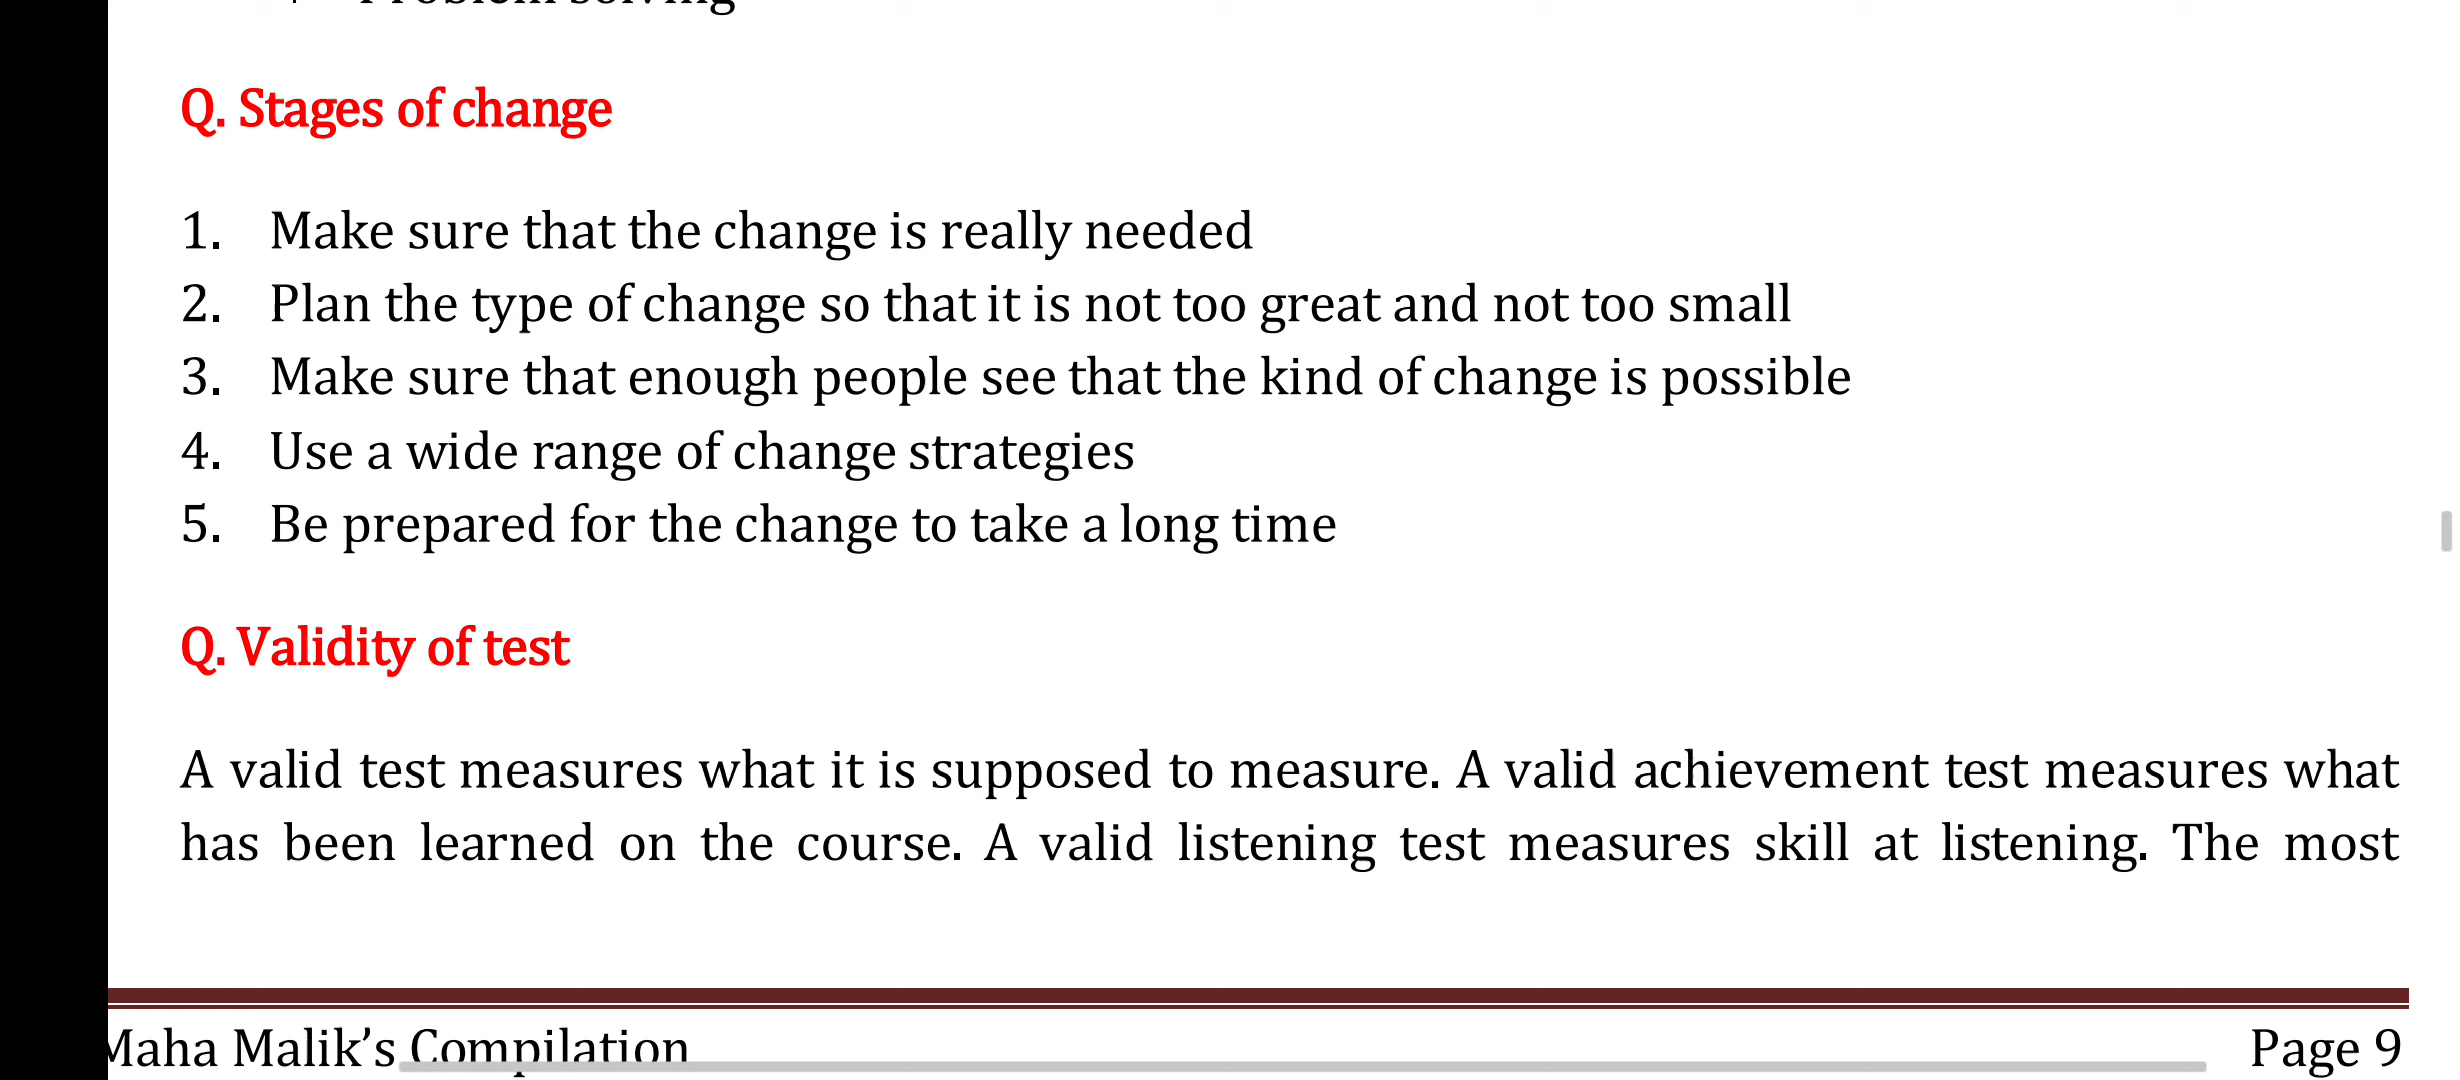 Problem solving
Q. Stages of change
1. Make sure that the change is really needed
2. Plan the type of change so that it is not too great and not too small
3. Make sure that enough people see that the kind of change is possible
4. Use a wide range of change strategies
5. Be prepared for the change to take a long time
Q. Validity of test
A valid test measures what it is supposed to measure. A valid achievement test measures what
has been learned on the course. A valid listening test measures skill at listening. The most
Maha Malik’s Compilation
Page 9